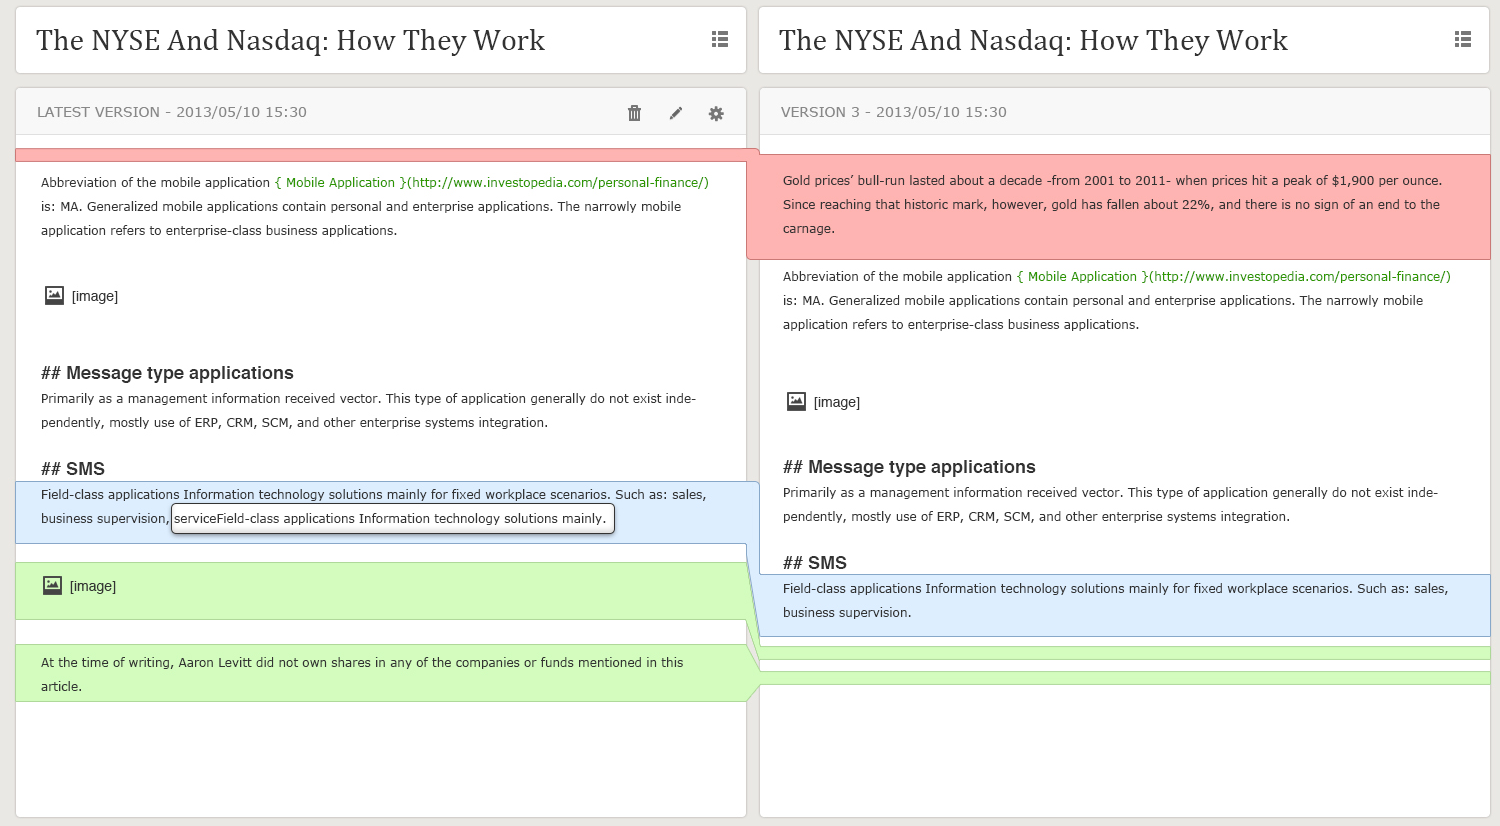 The NYSE And Nasdaq: How They Work
LATEST VERSION - 2013/05/10 15:30
Abbreviation of the mobile application { Mobile Application }(http://www.investopedia.com/personal-finance/)
is: MA. Generalized mobile applications contain personal and enterprise applications. The narrowly mobile
application refers to enterprise-class business applications.
[image]
## Message type applications
Primarily as a management information received vector. This type of application generally do not exist inde-
pendently, mostly use of ERP, CRM, SCM, and other enterprise systems integration.
## SMS
Field-class applications Information technology solutions mainly for fixed workplace scenarios. Such as: sales,
business supervision, serviceField-class applications Information technology solutions mainly.
[image]
At the time of writing, Aaron Levitt did not own shares in any of the companies or funds mentioned in this
article.
The NYSE And Nasdaq: How They Work
VERSION 3 - 2013/05/10 15:30
Gold prices’ bull-run lasted about a decade -from 2001 to 2011- when prices hit a peak of $1,900 per ounce.
Since reaching that historic mark, however, gold has fallen about 22%, and there is no sign of an end to the
carnage.
Abbreviation of the mobile application { Mobile Application }(http://www.investopedia.com/personal-finance/)
is: MA. Generalized mobile applications contain personal and enterprise applications. The narrowly mobile
application refers to enterprise-class business applications.
[image]
## Message type applications
Primarily as a management information received vector. This type of application generally do not exist inde-
pendently, mostly use of ERP, CRM, SCM, and other enterprise systems integration.
## SMS
Field-class applications Information technology solutions mainly for fixed workplace scenarios. Such as: sales,
business supervision.